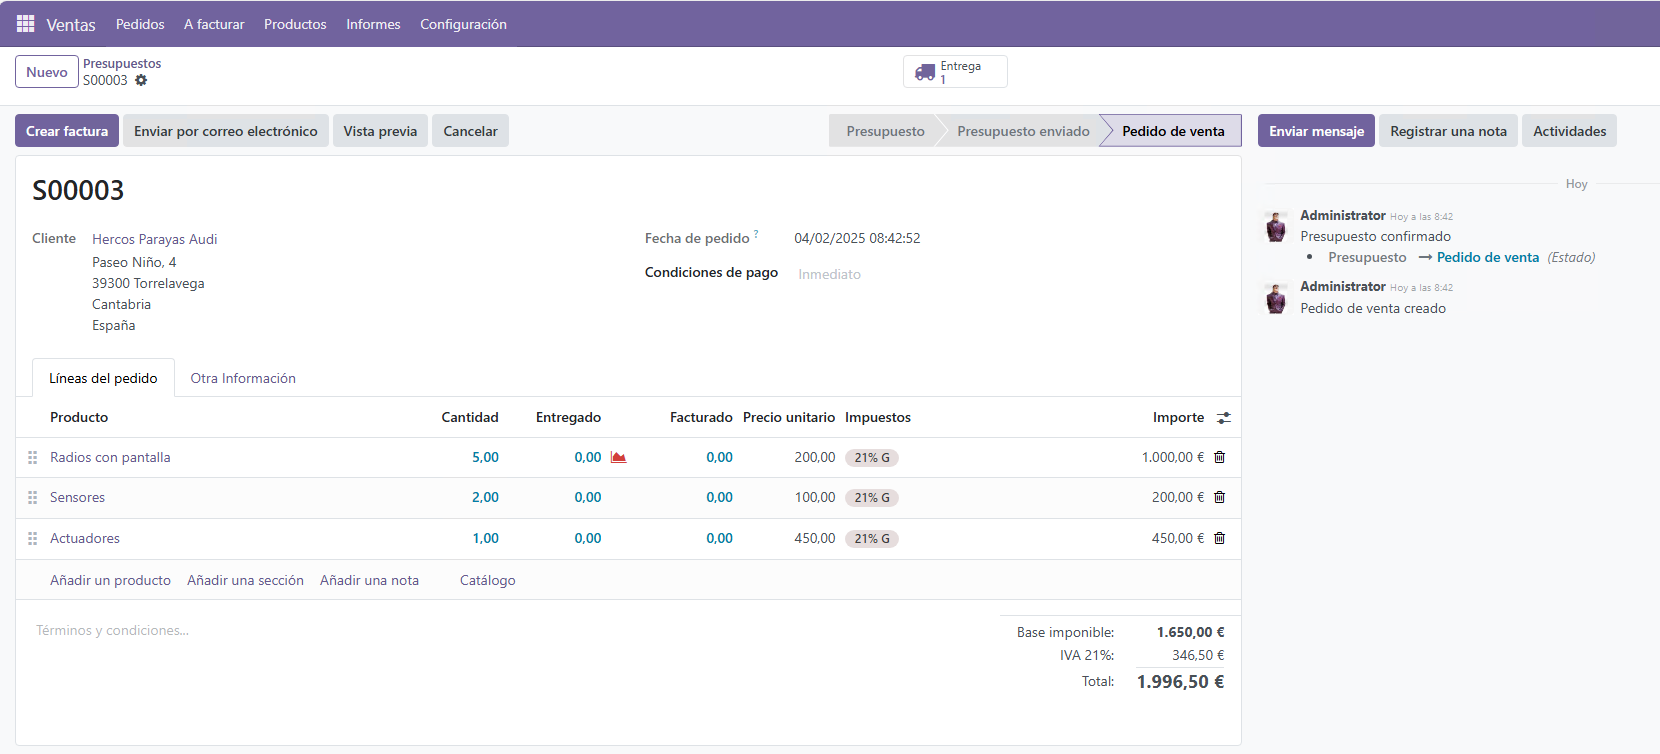 Ventas Pedidos A facturar Productos Informes Configuración
Nuevo
Presupuestos
S00003
Entrega
1
Crear factura Enviar por correo electrónico Vista previa Cancelar
Presupuesto Presupuesto enviado Pedido de venta
Enviar mensaje Registrar una nota Actividades
S00003
Cliente Hercos Parayas Audi
Paseo Niño, 4
39300 Torrelavega
Cantabria
España
Fecha de pedido ? 04/02/2025 08:42:52
Condiciones de pago Inmediato
Líneas del pedido Otra Información
Producto Cantidad Entregado Facturado Precio unitario Impuestos Importe
Radios con pantalla 5,00 0,00 0,00 200,00 21% G 1.000,00 €
Sensores 2,00 0,00 0,00 100,00 21% G 200,00 €
Actuadores 1,00 0,00 0,00 450,00 21% G 450,00 €
Añadir un producto Añadir una sección Añadir una nota Catálogo
Términos y condiciones...
Base imponible: 1.650,00 €
IVA 21%: 346,50 €
Total: 1.996,50 €
Hoy
Administrator Hoy a las 8:42
Presupuesto confirmado
• Presupuesto → Pedido de venta (Estado)
Administrator Hoy a las 8:42
Pedido de venta creado